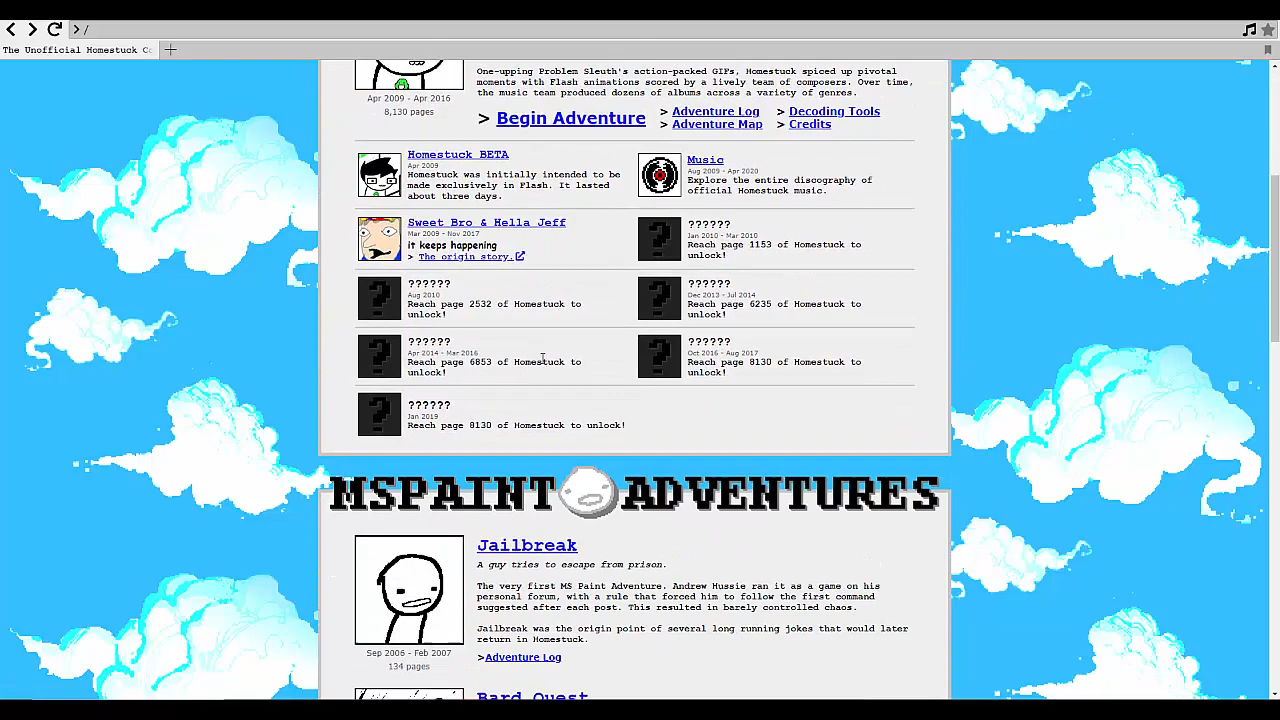 > /
The Unofficial Homestuck Co
One-upping Problem Sleuth's action-packed GIFs, Homestuck spiced up pivotal
moments with Flash animations scored by a lively team of composers. Over time,
the music team produced dozens of albums across a variety of genres.
Apr 2009 - Apr 2016
8,130 pages
> Begin Adventure
> Adventure Log
> Adventure Map
> Decoding Tools
> Credits
Homestuck BETA
Apr 2009
Homestuck was initially intended to be
made exclusively in Flash. It lasted
about three days.
Music
Aug 2009 - Apr 2020
Explore the entire discography of
official Homestuck music.
Sweet Bro & Hella Jeff
Mar 2009 - Nov 2017
it keeps happening
> The origin story.
??????
Jan 2010 - Mar 2010
Reach page 1153 of Homestuck to
unlock!
??????
Aug 2010
Reach page 2532 of Homestuck to
unlock!
??????
Dec 2013 - Jul 2014
Reach page 6235 of Homestuck to
unlock!
??????
Apr 2014 - Mar 2016
Reach page 6853 of Homestuck to
unlock!
??????
Oct 2016 - Aug 2017
Reach page 8130 of Homestuck to
unlock!
??????
Jan 2019
Reach page 8130 of Homestuck to unlock!
MSPAINT ADVENTURES
Jailbreak
A guy tries to escape from prison.
The very first MS Paint Adventure. Andrew Hussie ran it as a game on his
personal forum, with a rule that forced him to follow the first command
suggested after each post. This resulted in barely controlled chaos.
Jailbreak was the origin point of several long running jokes that would later
return in Homestuck.
Sep 2006 - Feb 2007
134 pages
>Adventure Log
Bard Quest